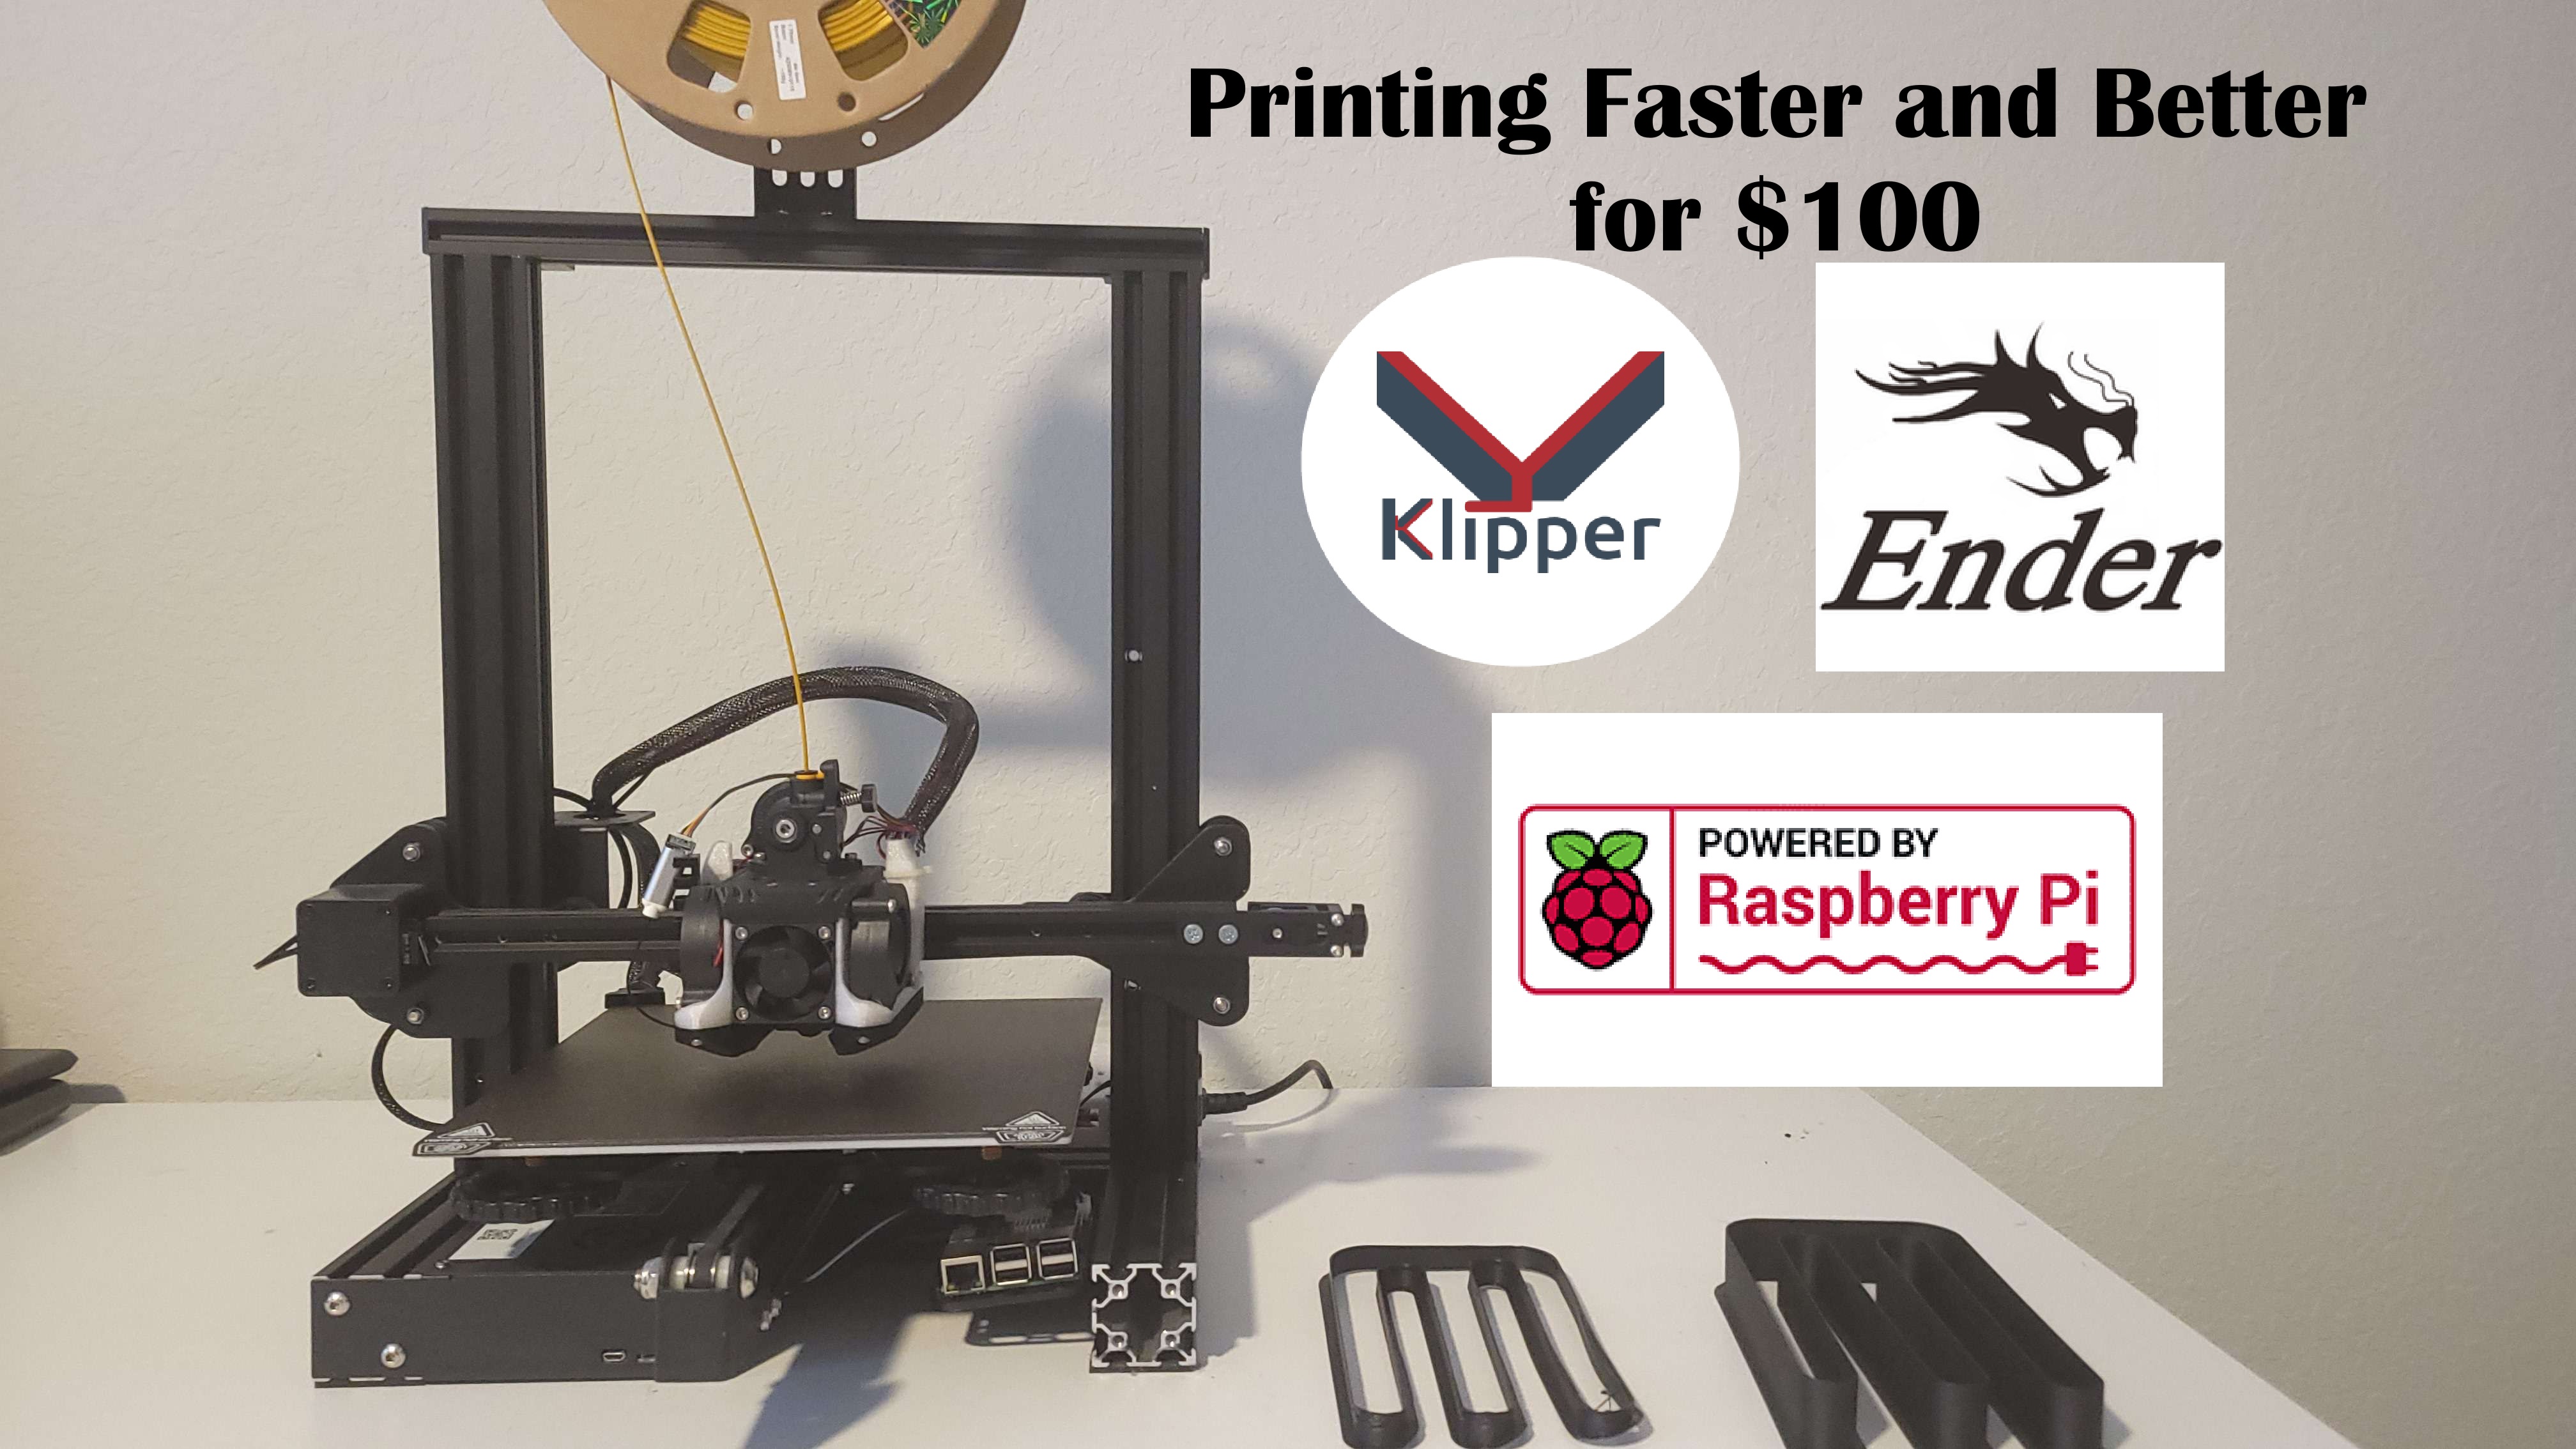 Printing Faster and Better
for $100
Klipper
Ender
POWERED BY
Raspberry Pi